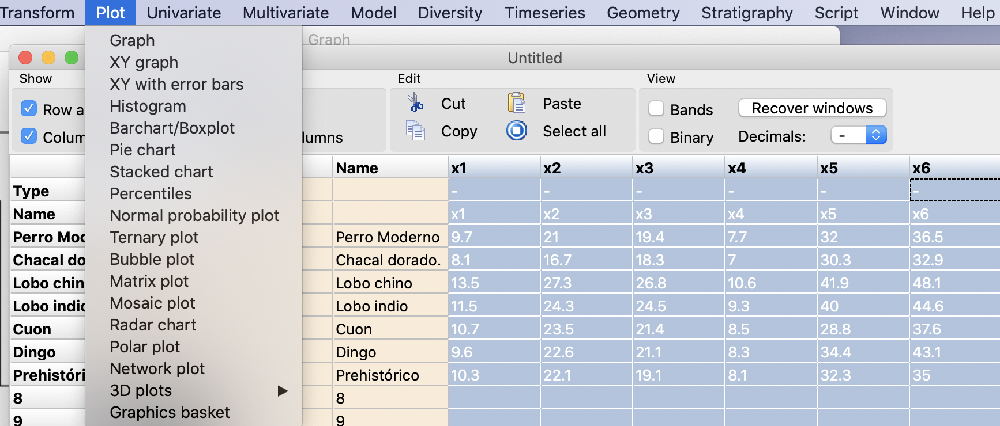 Transform Plot Univariate Multivariate Model Diversity Timeseries Geometry Stratigraphy Script Window Help
Graph
Untitled
Show
Row a
Colum
lumns
Graph
XY graph
XY with error bars
Histogram
Barchart/Boxplot
Pie chart
Stacked chart
Percentiles
Normal probability plot
Ternary plot
Bubble plot
Matrix plot
Mosaic plot
Radar chart
Polar plot
Network plot
3D plots
Graphics basket
Edit
Cut Paste
Copy Select all
View
Bands Recover windows
Binary Decimals: -
Name x1 x2 x3 x4 x5 x6
Type - - - - - -
Name x1 x2 x3 x4 x5 x6
Perro Mod Perro Moderno 9.7 21 19.4 7.7 32 36.5
Chacal do Chacal dorado. 8.1 16.7 18.3 7 30.3 32.9
Lobo chin Lobo chino 13.5 27.3 26.8 10.6 41.9 48.1
Lobo indic Lobo indio 11.5 24.3 24.5 9.3 40 44.6
Cuon Cuon 10.7 23.5 21.4 8.5 28.8 37.6
Dingo Dingo 9.6 22.6 21.1 8.3 34.4 43.1
Prehistóri Prehistórico 10.3 22.1 19.1 8.1 32.3 35
8 8
9 9